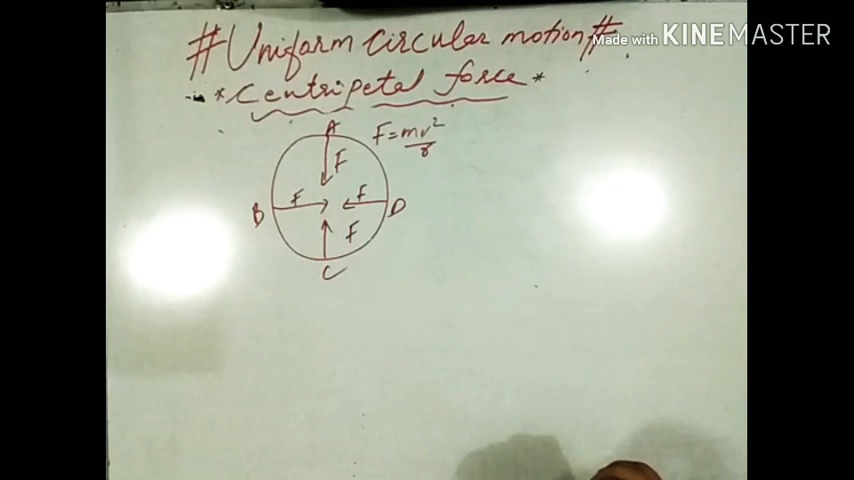 Made with KINEMASTER
#Uniform circular motion#
*Centripetal force*
A
F=mv²/r
F
F
F
B
D
F
C